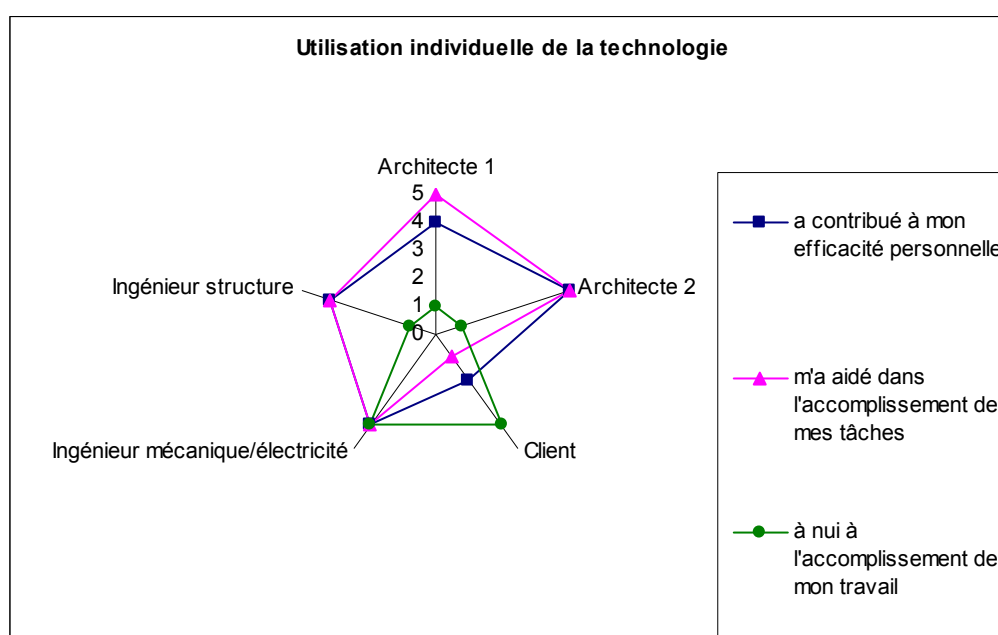 Utilisation individuelle de la technologie
Architecte 1
5
4
3
2
1
0
Architecte 2
Client
Ingénieur mécanique/électricité
Ingénieur structure
a contribué à mon
efficacité personnelle
m'a aidé dans
l'accomplissement de
mes tâches
à nui à
l'accomplissement de
mon travail